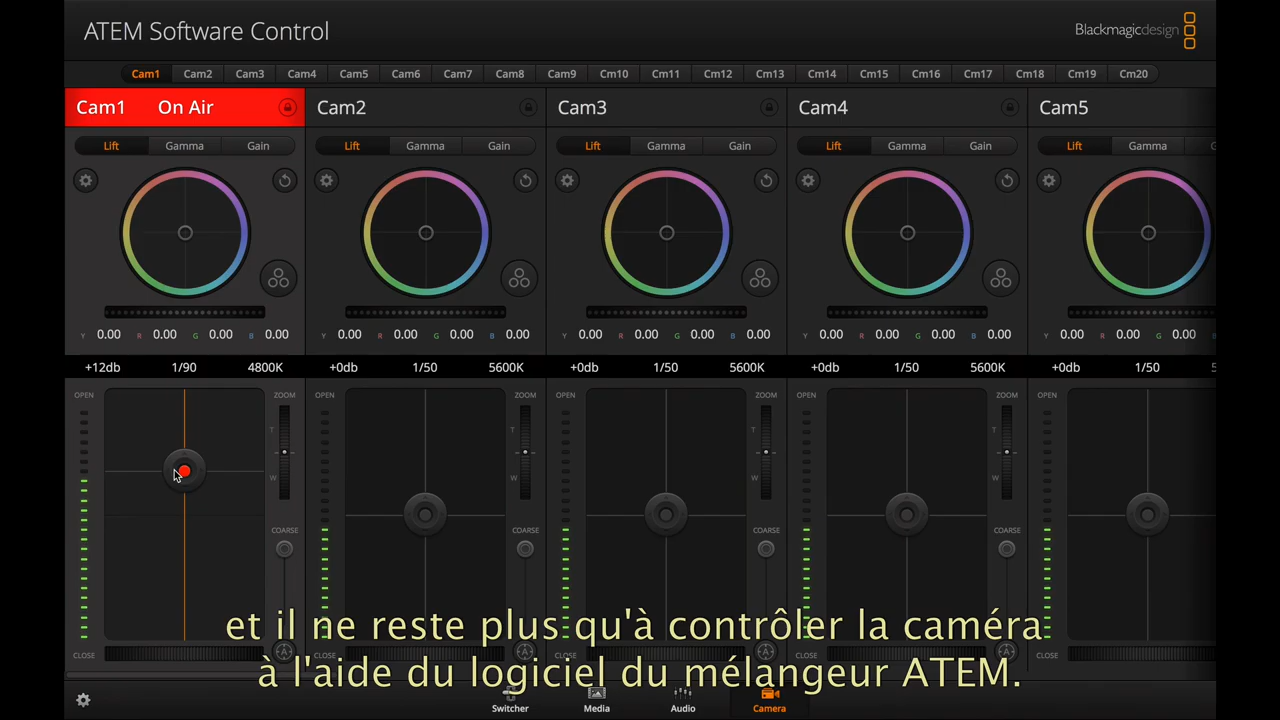 ATEM Software Control
Blackmagicdesign
Cam1 Cam2 Cam3 Cam4 Cam5 Cam6 Cam7 Cam8 Cam9 Cm10 Cm11 Cm12 Cm13 Cm14 Cm15 Cm16 Cm17 Cm18 Cm19 Cm20
Cam1 On Air Cam2 Cam3 Cam4 Cam5
Lift Gamma Gain Lift Gamma Gain Lift Gamma Gain Lift Gamma Gain Lift Gamma
Y 0.00 R 0.00 G 0.00 B 0.00 Y 0.00 R 0.00 G 0.00 B 0.00 Y 0.00 R 0.00 G 0.00 B 0.00 Y 0.00 R 0.00 G 0.00 B 0.00 Y 0.00 R 0.00 G 0.00 B
+12db 1/90 4800K +0db 1/50 5600K +0db 1/50 5600K +0db 1/50 5600K +0db 1/50
OPEN ZOOM OPEN ZOOM OPEN ZOOM OPEN ZOOM OPEN
T T T T
W W W W
COARSE COARSE COARSE COARSE
et il ne reste plus qu'à contrôler la caméra
à l'aide du logiciel du mélangeur ATEM.
CLOSE A CLOSE A CLOSE A CLOSE A CLOSE
Switcher Media Audio Camera